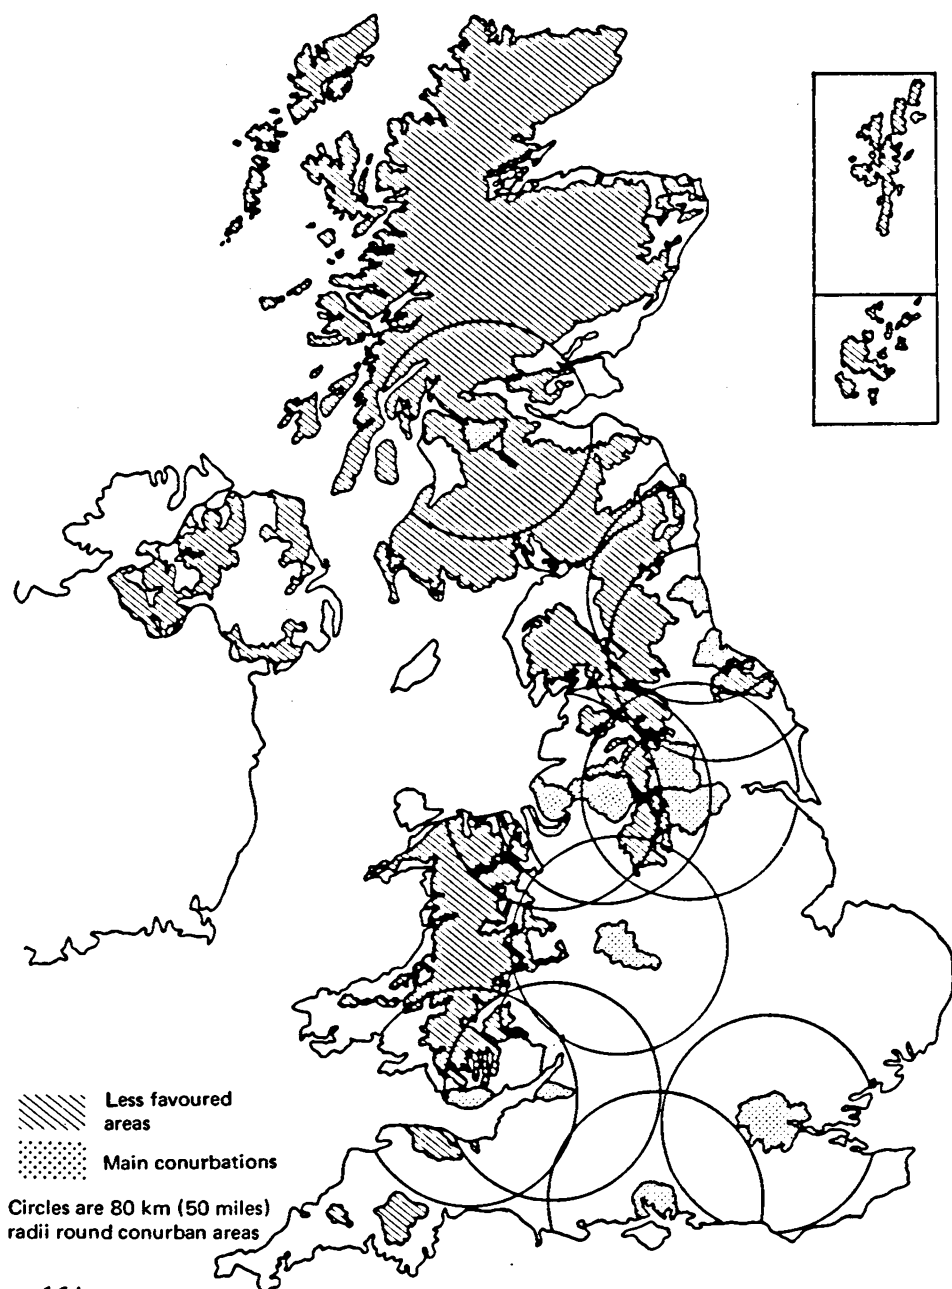 Less favoured
areas
Main conurbations
Circles are 80 km (50 miles)
radii round conurban areas